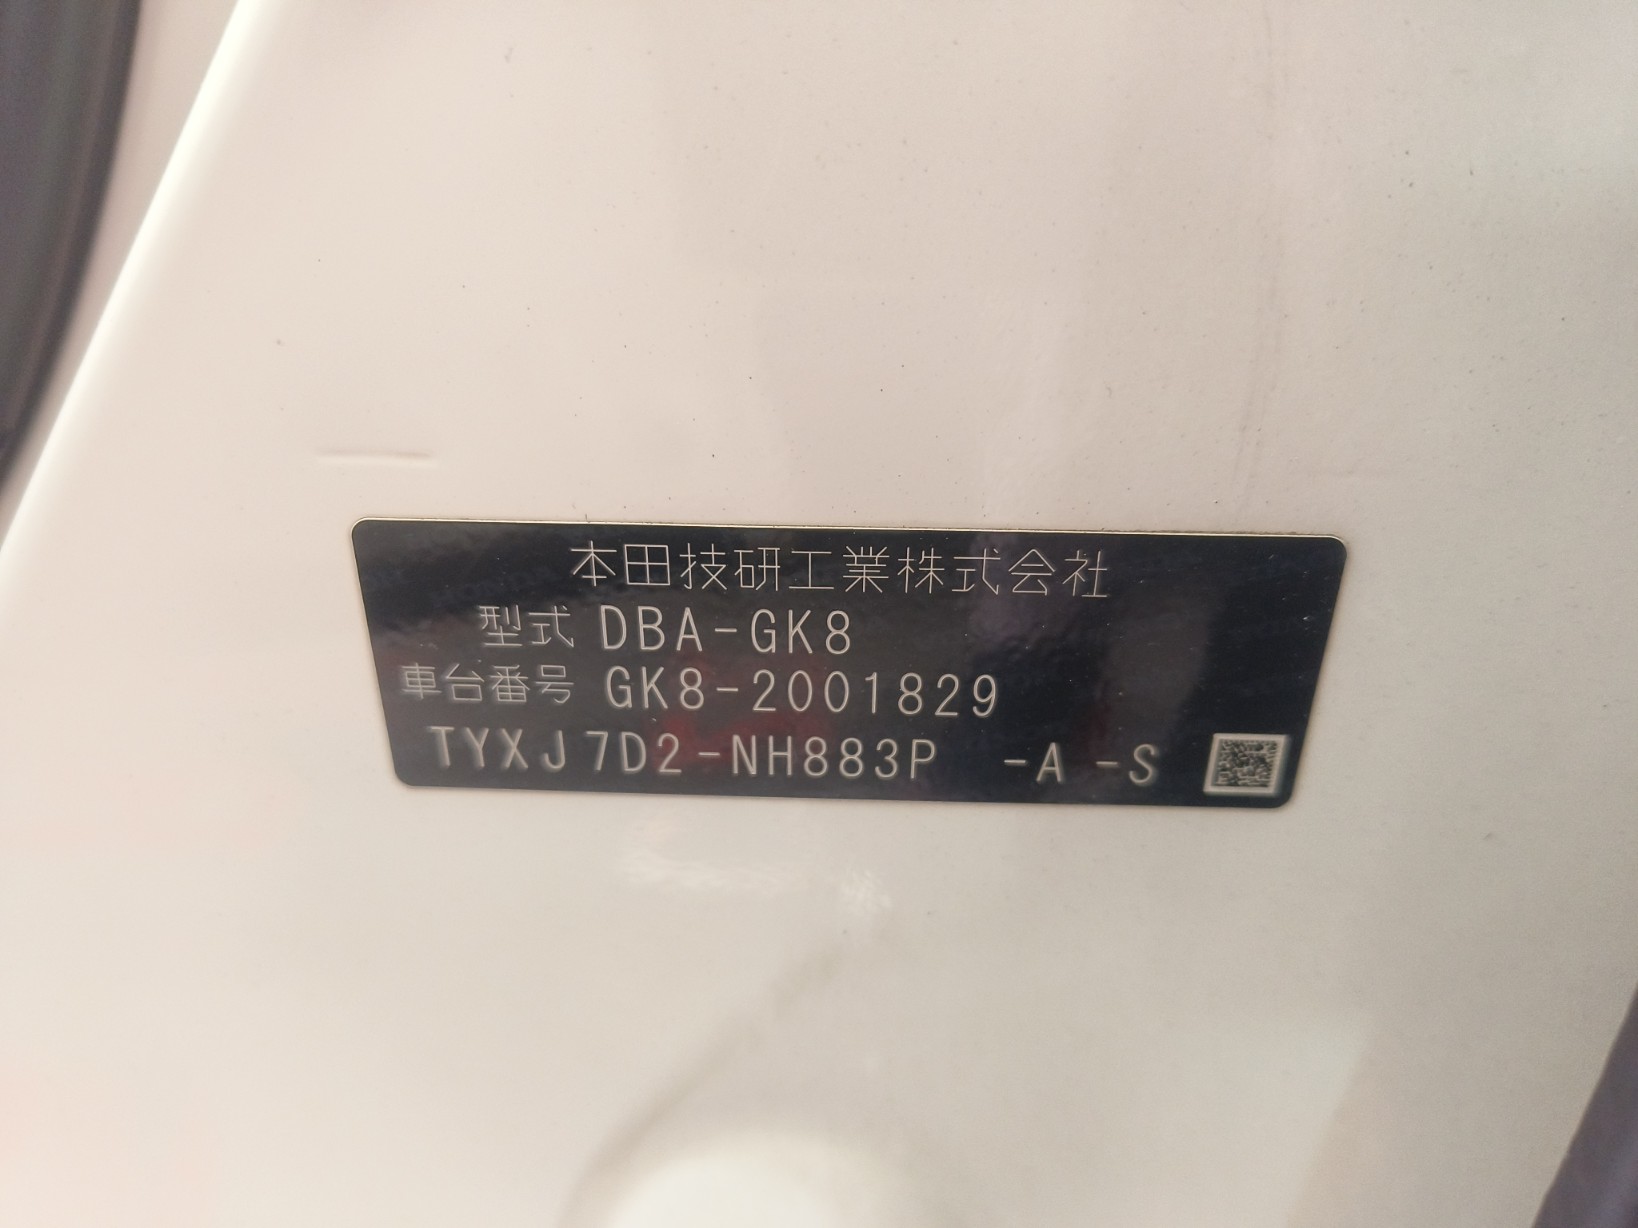 本田技研工業株式会社
型式 DBA-GK8
車台番号 GK8-2001829
TYXJ7D2-NH883P -A -S